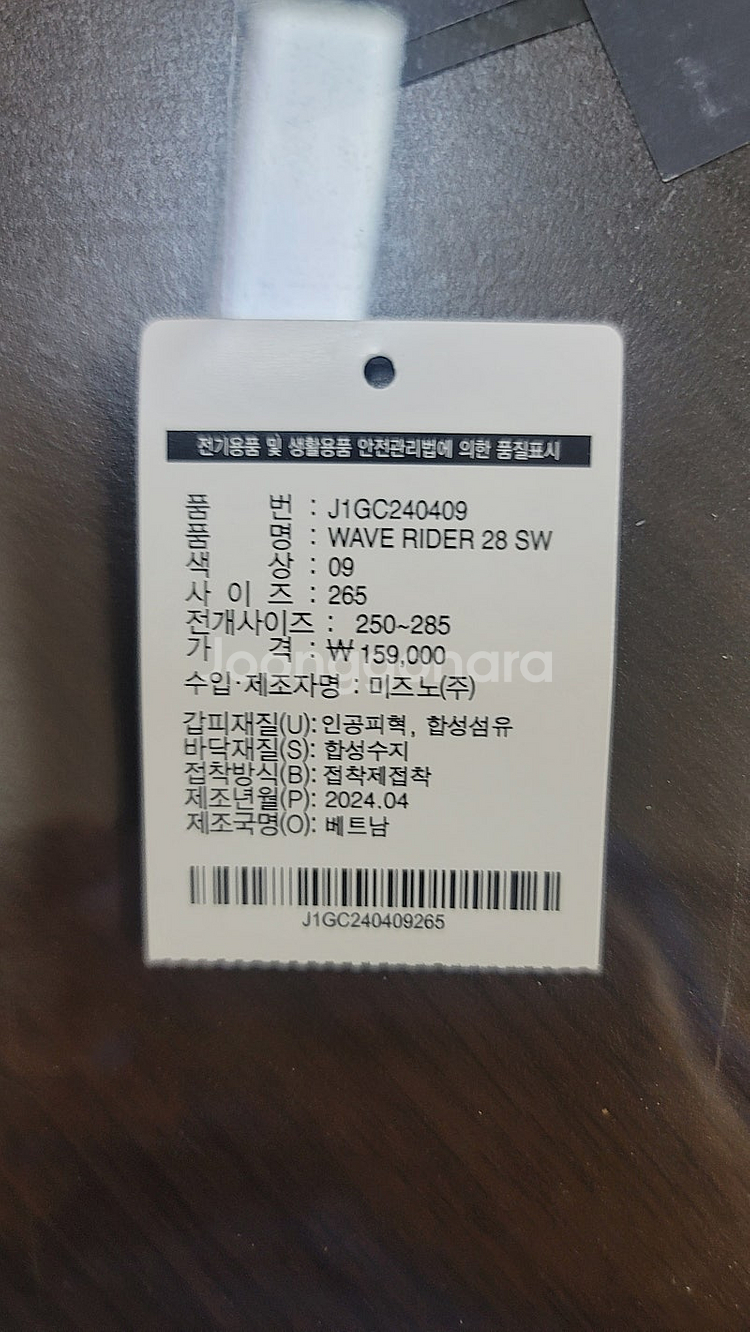 전기용품 및 생활용품 안전관리법에 의한 품질표시
품 번 : J1GC240409
품 명 : WAVE RIDER 28 SW
색 상 : 09
사 이 즈 : 265
전개사이즈 : 250~285
가 격 : ₩ 159,000
Joonggonara
수입·제조자명 : 미즈노(주)
갑피재질(U): 인공피혁, 합성섬유
바닥재질(S): 합성수지
접착방식(B): 접착제접착
제조년월(P): 2024.04
제조국명(O): 베트남
J1GC240409265